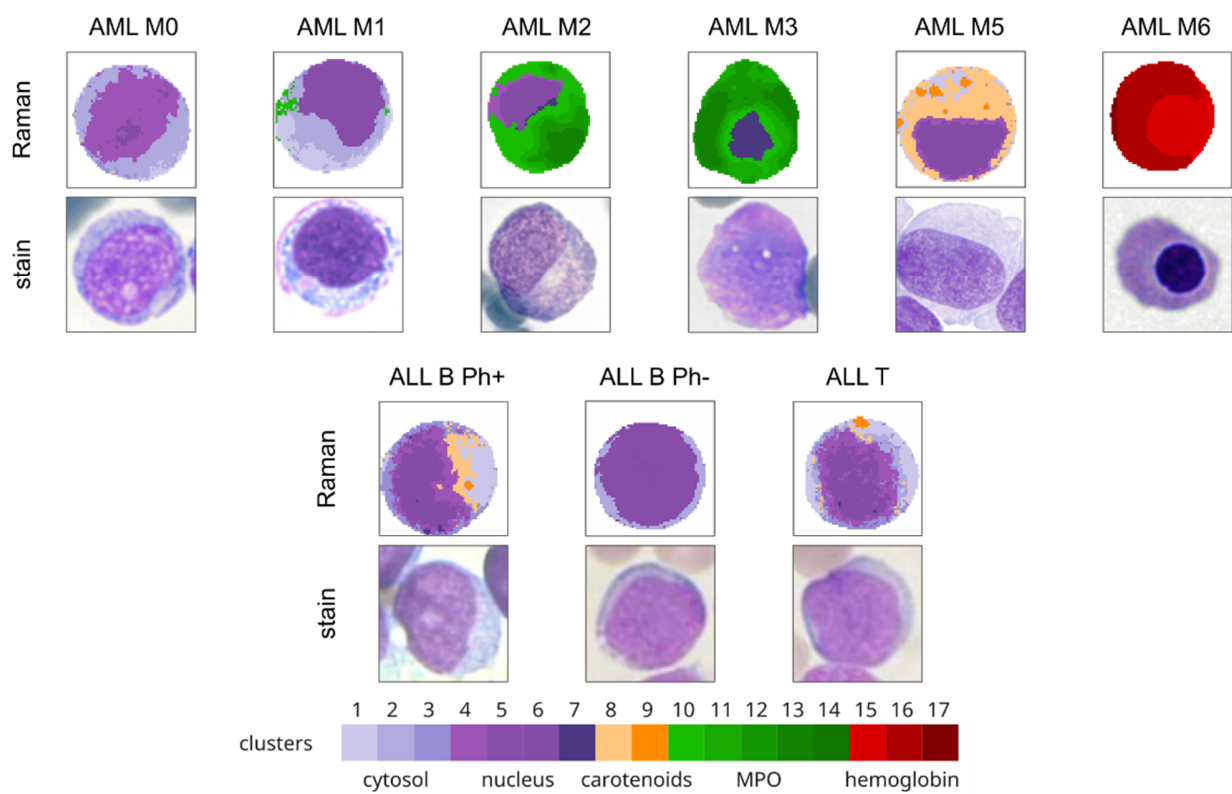 AML M0 AML M1 AML M2 AML M3 AML M5 AML M6
Raman
stain
ALL B Ph+ ALL B Ph- ALL T
Raman
stain
1 2 3 4 5 6 7 8 9 10 11 12 13 14 15 16 17
clusters
cytosol nucleus carotenoids MPO hemoglobin